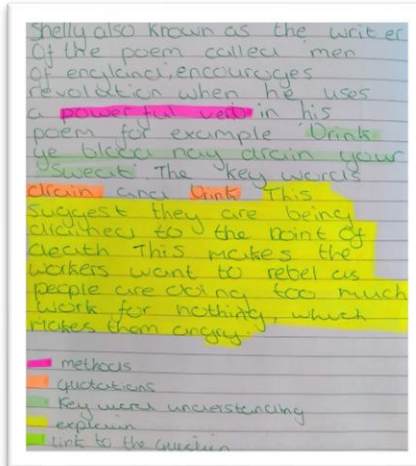 Shelly also known as the writer
Of the poem called men
Of england, encourages
revolution when he uses
a powerful verb in his
poem for example 'Drink
ye blood nay drain your
sweat. The key words
drain and Drink This
suggest they are being
drained to the point of
death This makes the
workers want to rebel as
people are doing too much
work for nothing, which
makes them angry.
methods
quotations
Key word understanding
explain
Link to the question